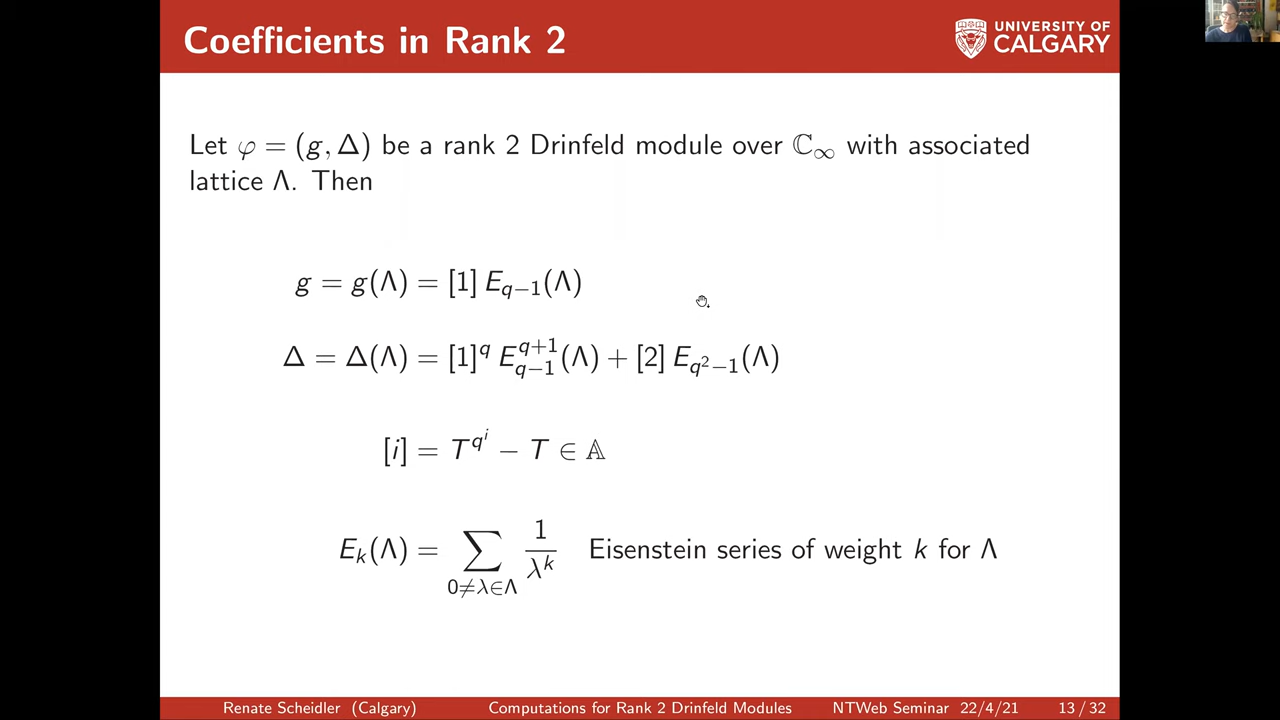 Coefficients in Rank 2
UNIVERSITY OF
CALGARY
Let φ = (g, Δ) be a rank 2 Drinfeld module over ℂ_∞ with associated
lattice Λ. Then
g = g(Λ) = [1] E_{q−1}(Λ)
Δ = Δ(Λ) = [1]^q E_{q−1}^{q+1}(Λ) + [2] E_{q^2−1}(Λ)
[i] = T^{q^i} − T ∈ 𝔸
E_k(Λ) = ∑_{0≠λ∈Λ} 1/λ^k Eisenstein series of weight k for Λ
Renate Scheidler (Calgary) Computations for Rank 2 Drinfeld Modules NTWeb Seminar 22/4/21 13 / 32